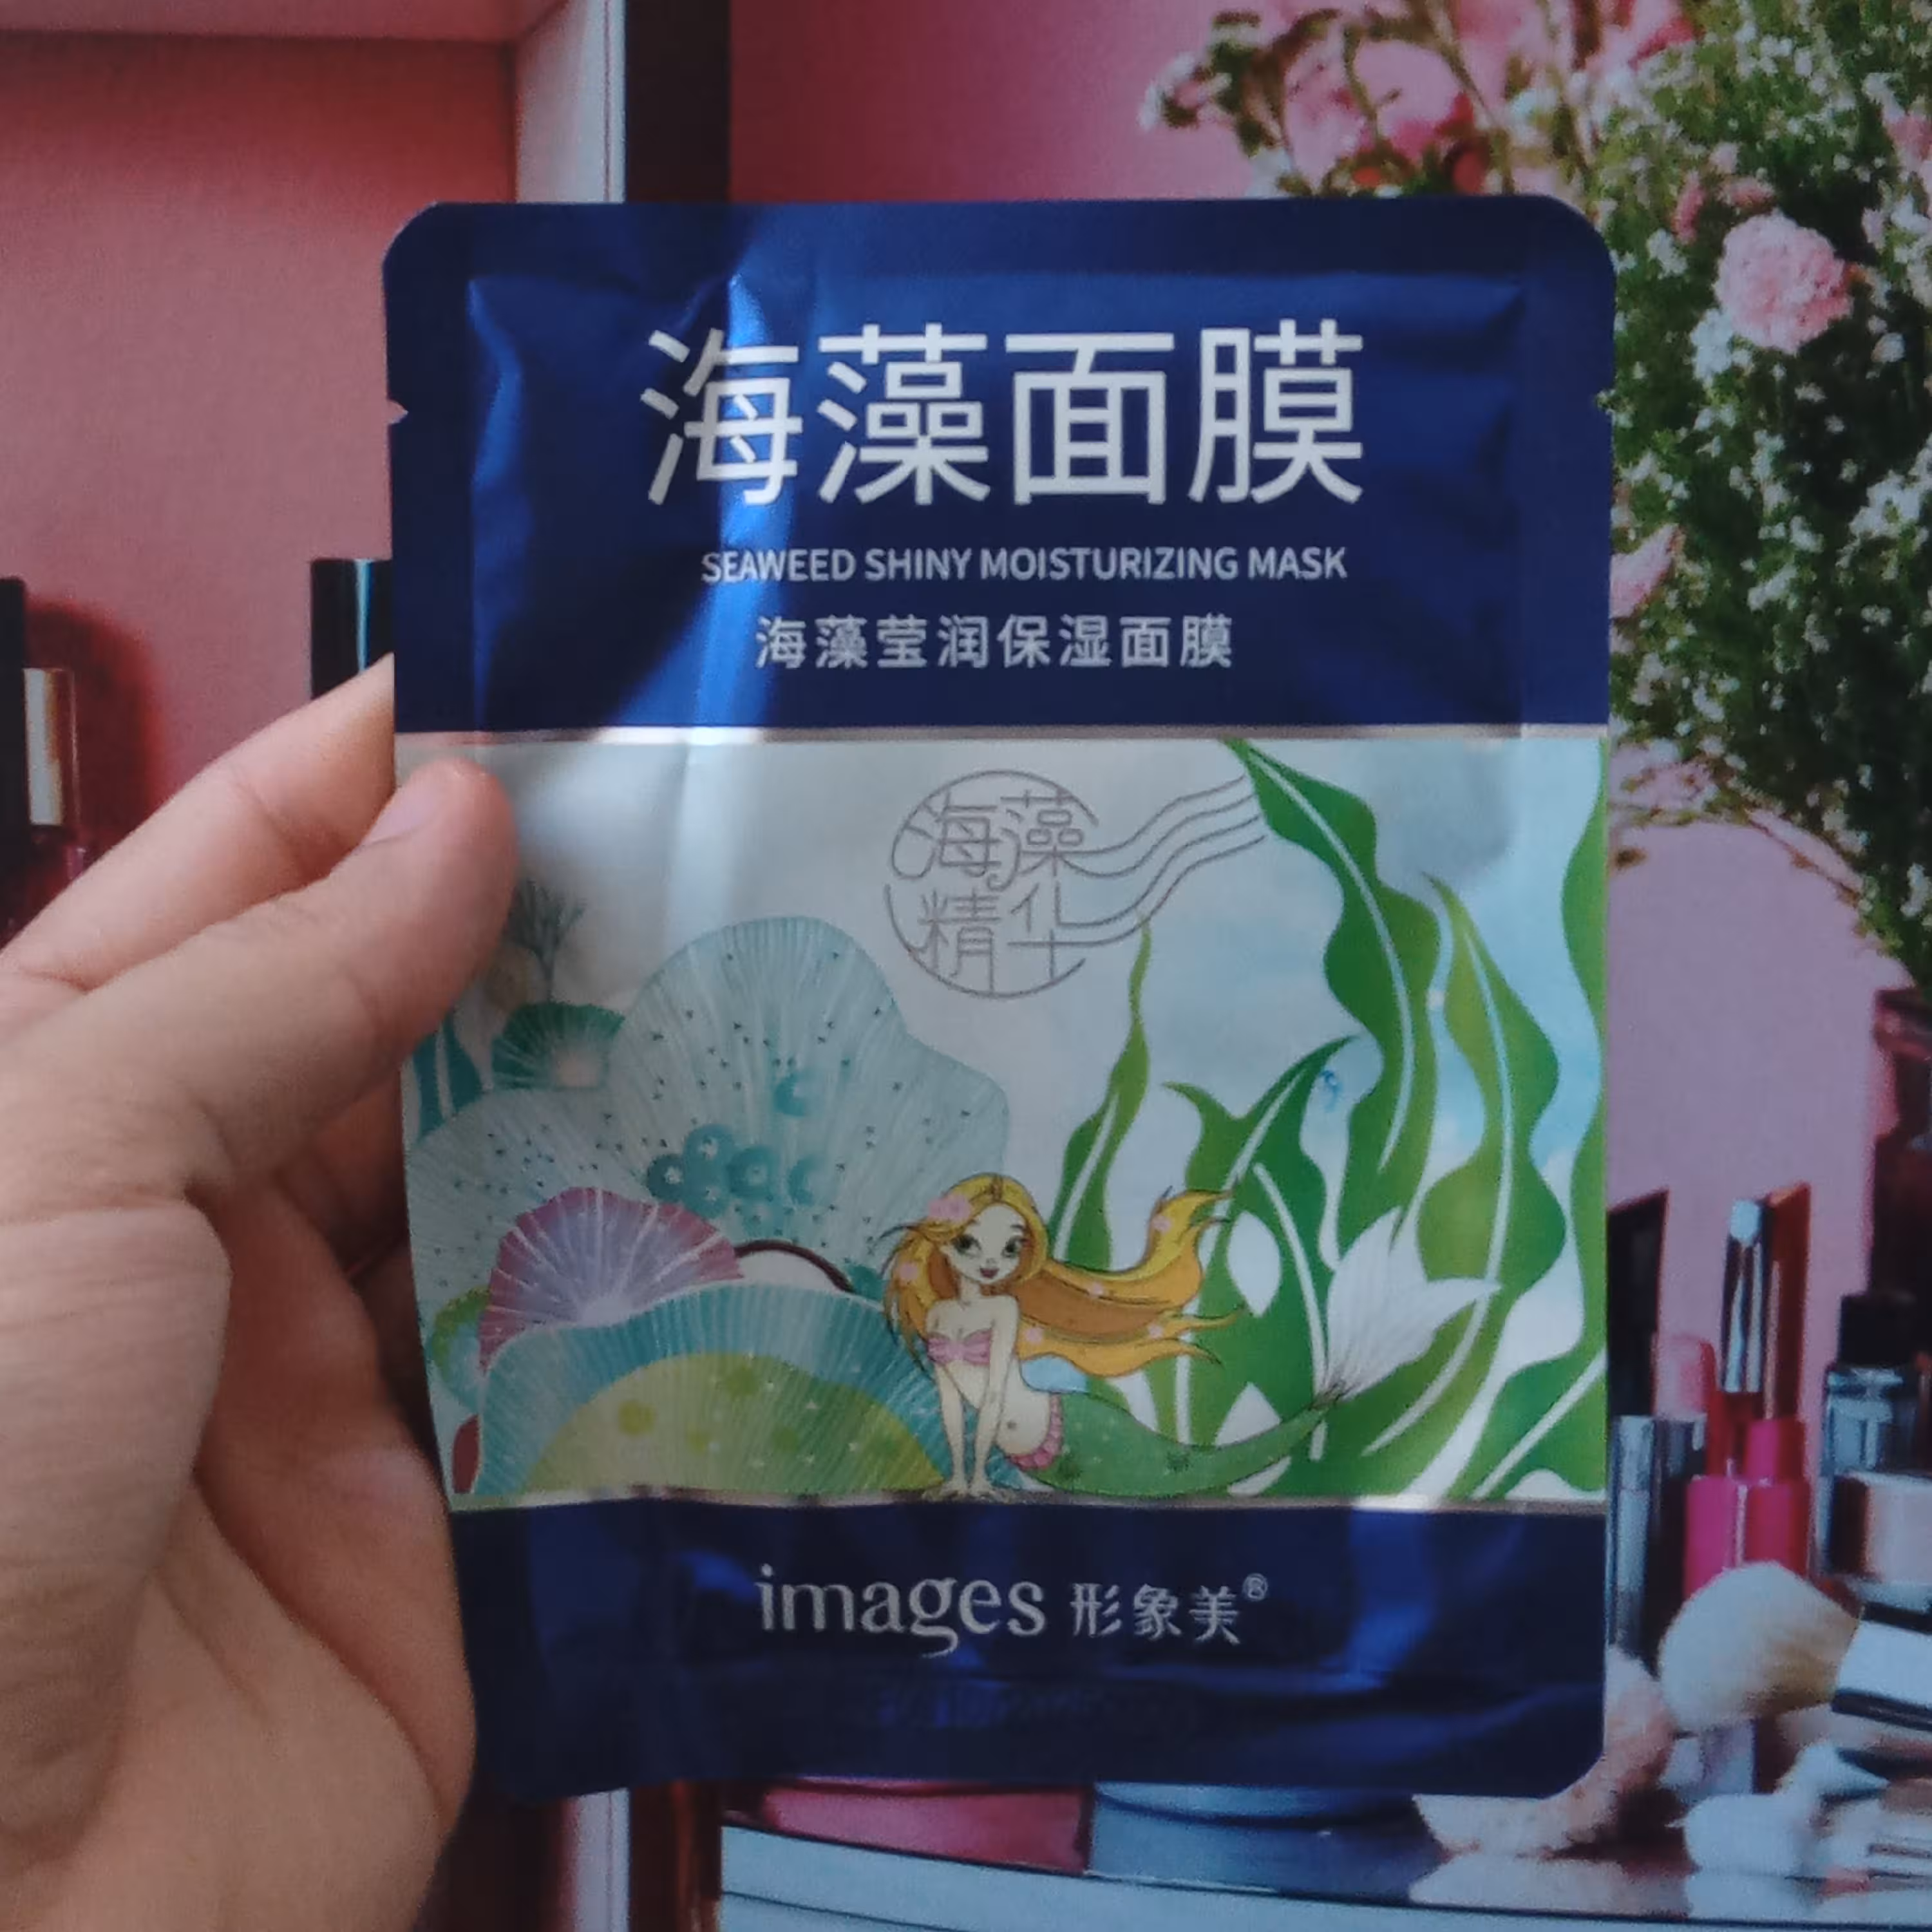 海藻面膜
SEAWEED SHINY MOISTURIZING MASK
海藻莹润保湿面膜
海藻
精华
images 形象美®